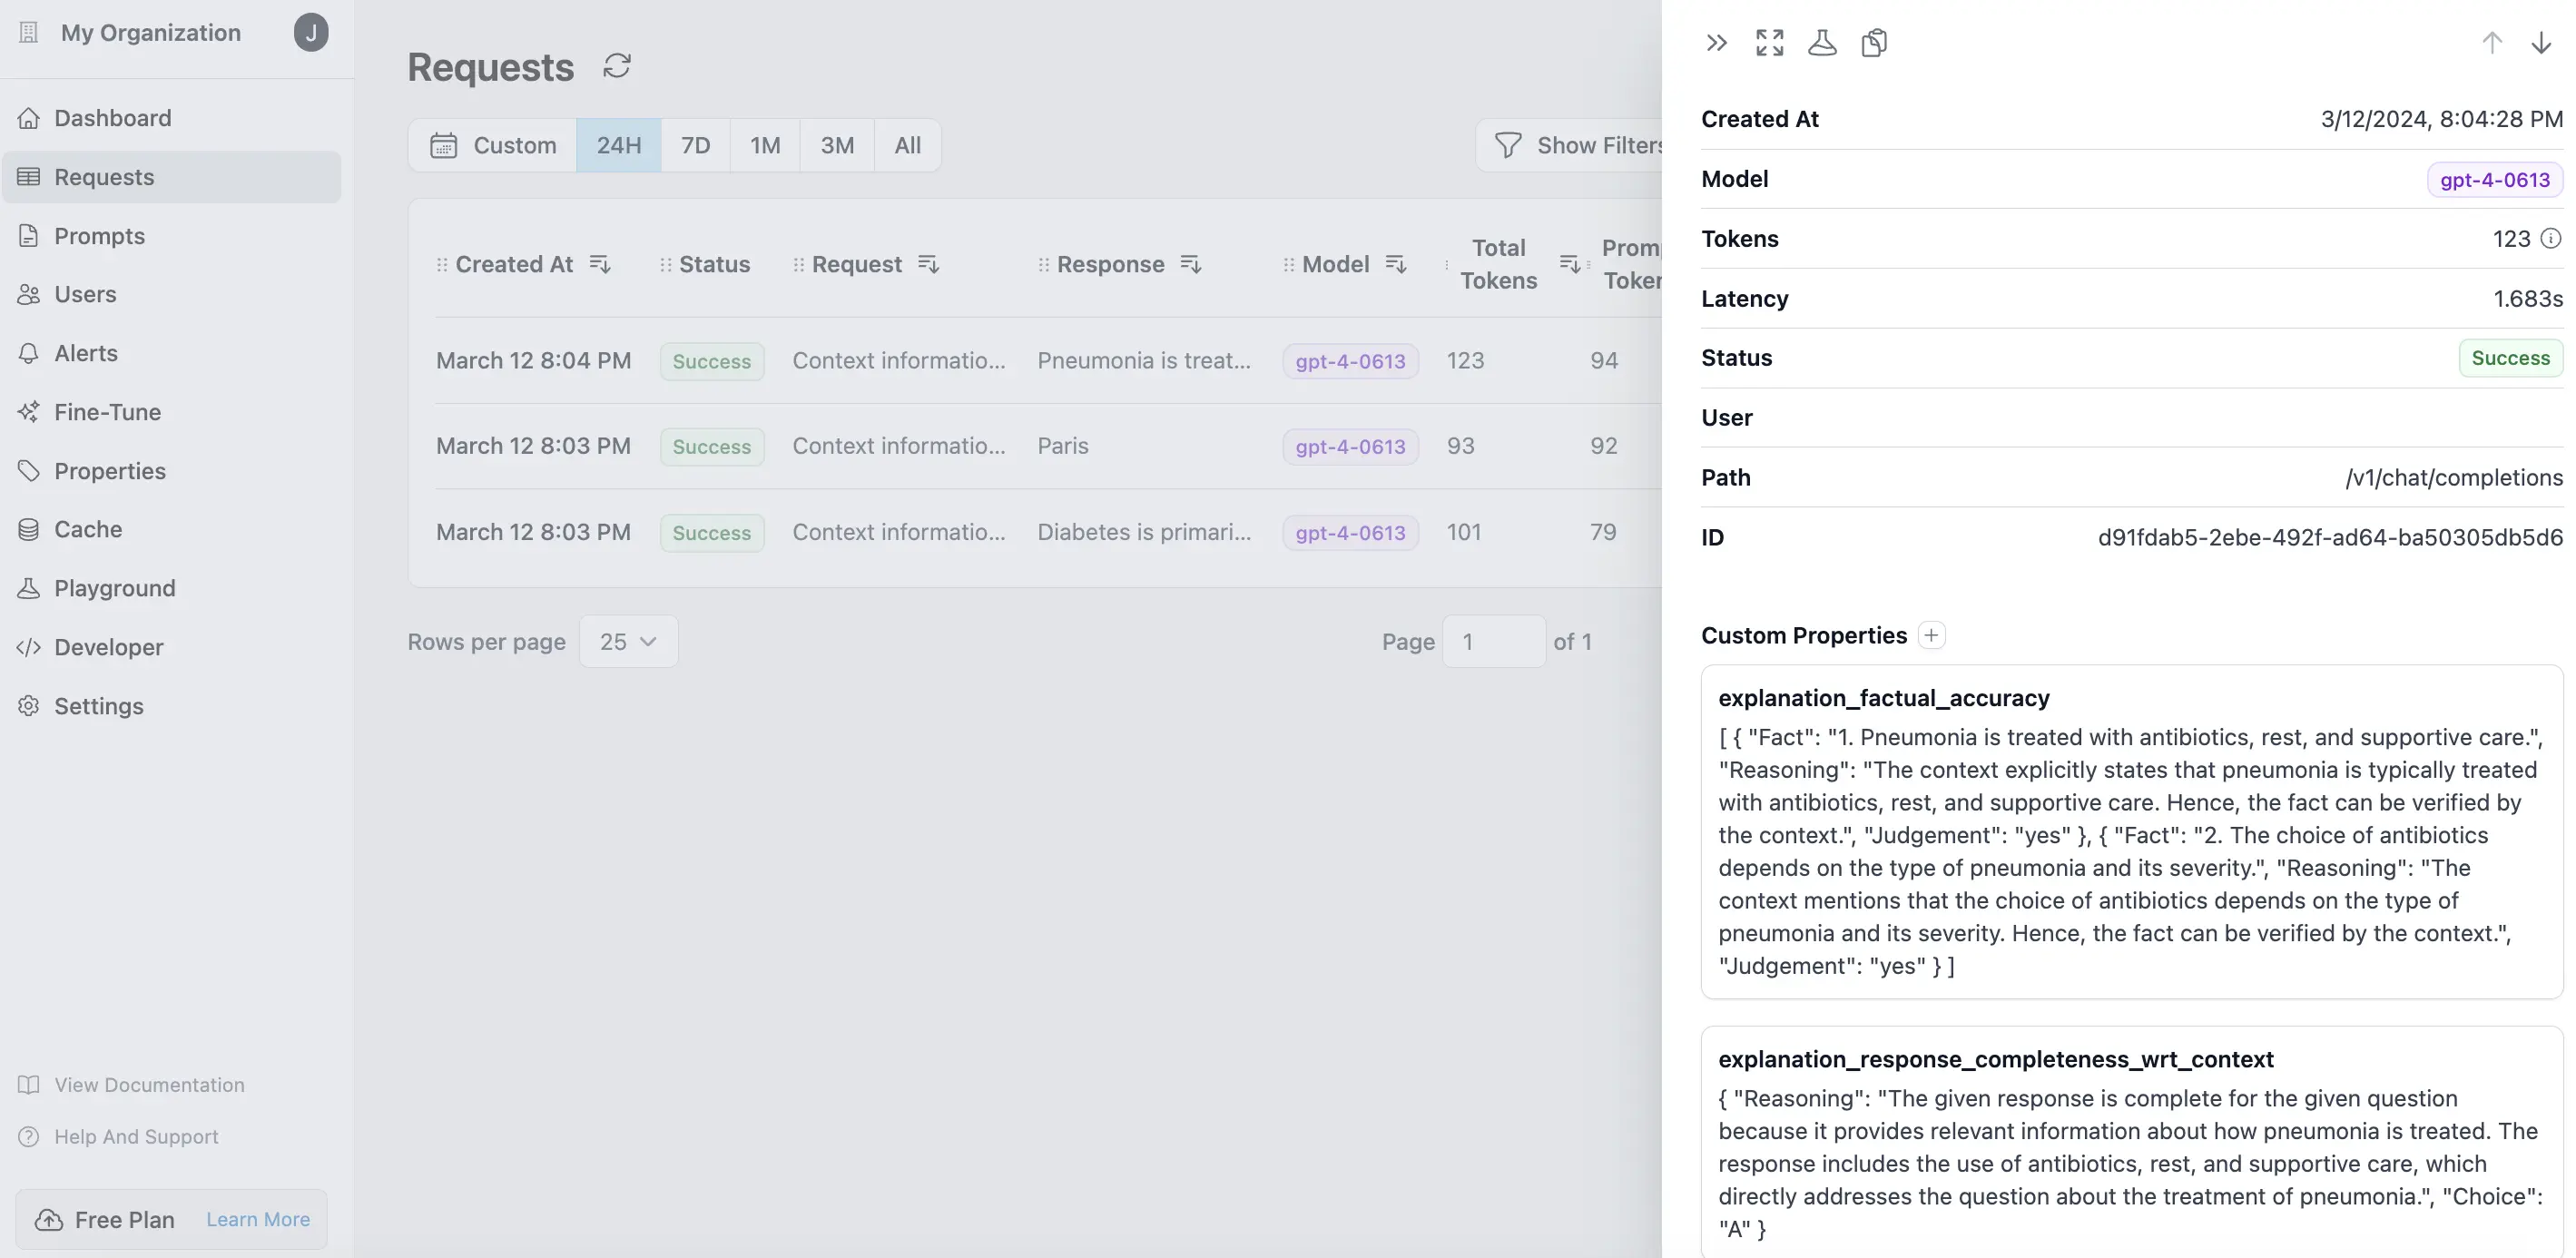 My Organization
J
Dashboard
Requests
Prompts
Users
Alerts
Fine-Tune
Properties
Cache
Playground
Developer
Settings
View Documentation
Help And Support
Free Plan Learn More
Requests
Custom 24H 7D 1M 3M All
Show Filters
Created At Status Request Response Model Total Tokens
March 12 8:04 PM Success Context informatio... Pneumonia is treat... gpt-4-0613 123 94
March 12 8:03 PM Success Context informatio... Paris gpt-4-0613 93 92
March 12 8:03 PM Success Context informatio... Diabetes is primari... gpt-4-0613 101 79
Rows per page 25
Page 1 of 1
Created At 3/12/2024, 8:04:28 PM
Model gpt-4-0613
Tokens 123
Latency 1.683s
Status Success
User
Path /v1/chat/completions
ID d91fdab5-2ebe-492f-ad64-ba50305db5d6
Custom Properties +
explanation_factual_accuracy
[ { "Fact": "1. Pneumonia is treated with antibiotics, rest, and supportive care.",
"Reasoning": "The context explicitly states that pneumonia is typically treated
with antibiotics, rest, and supportive care. Hence, the fact can be verified by
the context.", "Judgement": "yes" }, { "Fact": "2. The choice of antibiotics
depends on the type of pneumonia and its severity.", "Reasoning": "The
context mentions that the choice of antibiotics depends on the type of
pneumonia and its severity. Hence, the fact can be verified by the context.",
"Judgement": "yes" } ]
explanation_response_completeness_wrt_context
{ "Reasoning": "The given response is complete for the given question
because it provides relevant information about how pneumonia is treated. The
response includes the use of antibiotics, rest, and supportive care, which
directly addresses the question about the treatment of pneumonia.", "Choice":
"A" }